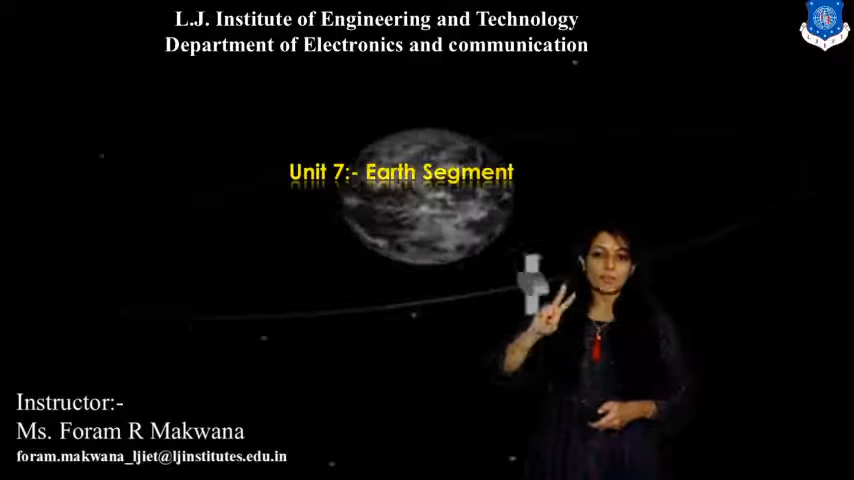 L.J. Institute of Engineering and Technology
Department of Electronics and communication
Unit 7:- Earth Segment
Instructor:-
Ms. Foram R Makwana
foram.makwana_ljiet@ljinstitutes.edu.in